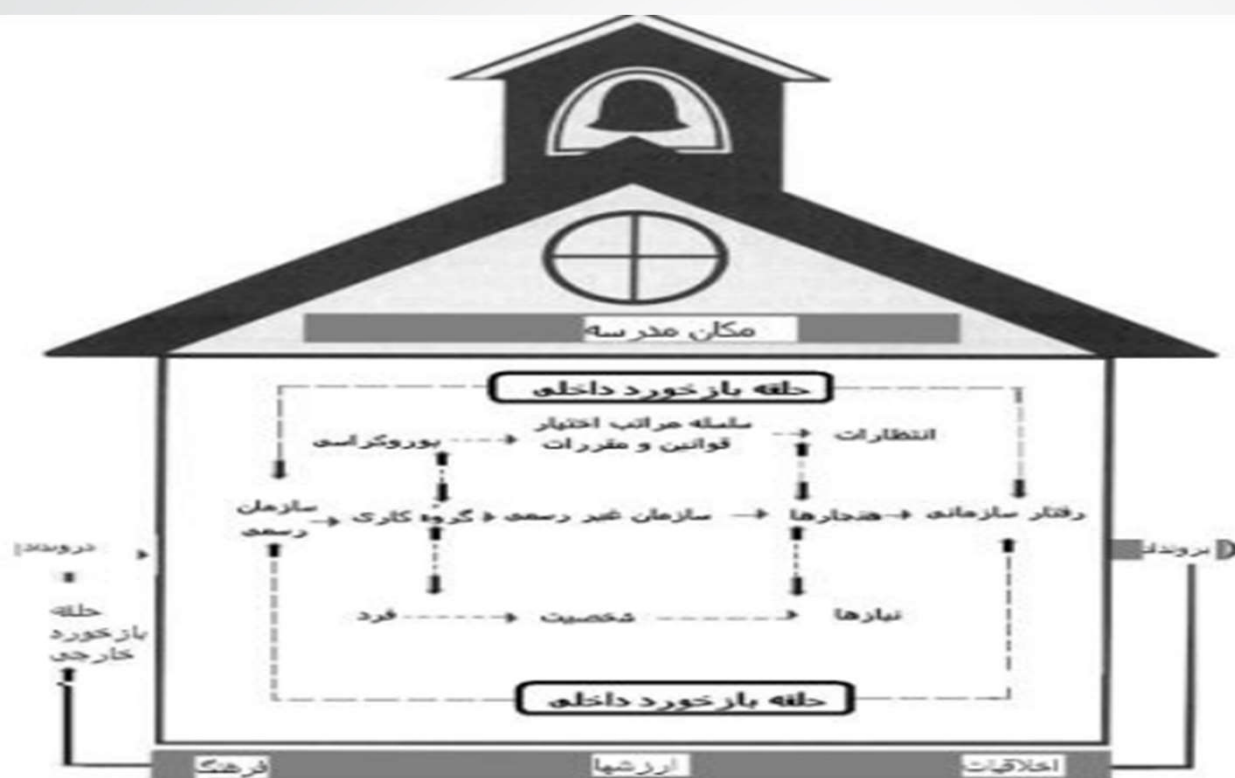 مکان مدرسه
حلقه بازخورد داخلی
سلسله مراتب اختیار
قوانین و مقررات
بوروکراسی
انتظارات
سازمان
رسمی
گروه کاری
سازمان غیر رسمی
هنجارها
رفتار سازمانی
درونداد
برونداد
حلقه
بازخورد
خارجی
فرد
شخصیت
نیازها
حلقه بازخورد داخلی
فرهنگ
ارزشها
اخلاقیات